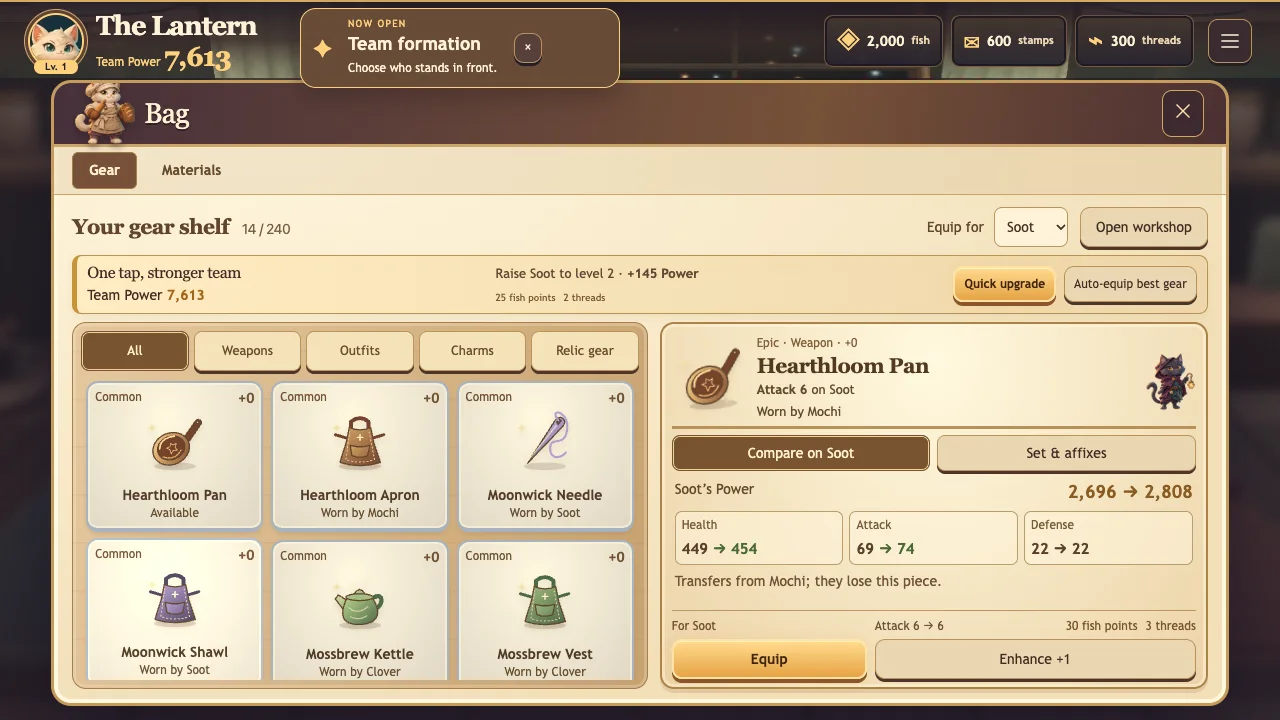 The Lantern
Team Power 7,613
Lv. 1
NOW OPEN
Team formation
Choose who stands in front.
×
2,000 fish
600 stamps
300 threads
Bag
Gear
Materials
Your gear shelf 14 / 240
Equip for
Soot
Open workshop
One tap, stronger team
Team Power 7,613
Raise Soot to level 2 · +145 Power
25 fish points 2 threads
Quick upgrade
Auto-equip best gear
All
Weapons
Outfits
Charms
Relic gear
Common +0
Hearthloom Pan
Available
Common +0
Hearthloom Apron
Worn by Mochi
Common +0
Moonwick Needle
Worn by Soot
Common +0
Moonwick Shawl
Worn by Soot
Common +0
Mossbrew Kettle
Worn by Clover
Common +0
Mossbrew Vest
Worn by Clover
Epic · Weapon · +0
Hearthloom Pan
Attack 6 on Soot
Worn by Mochi
Compare on Soot
Set & affixes
Soot’s Power 2,696 → 2,808
Health
449 → 454
Attack
69 → 74
Defense
22 → 22
Transfers from Mochi; they lose this piece.
For Soot
Attack 6 → 6
30 fish points 3 threads
Equip
Enhance +1